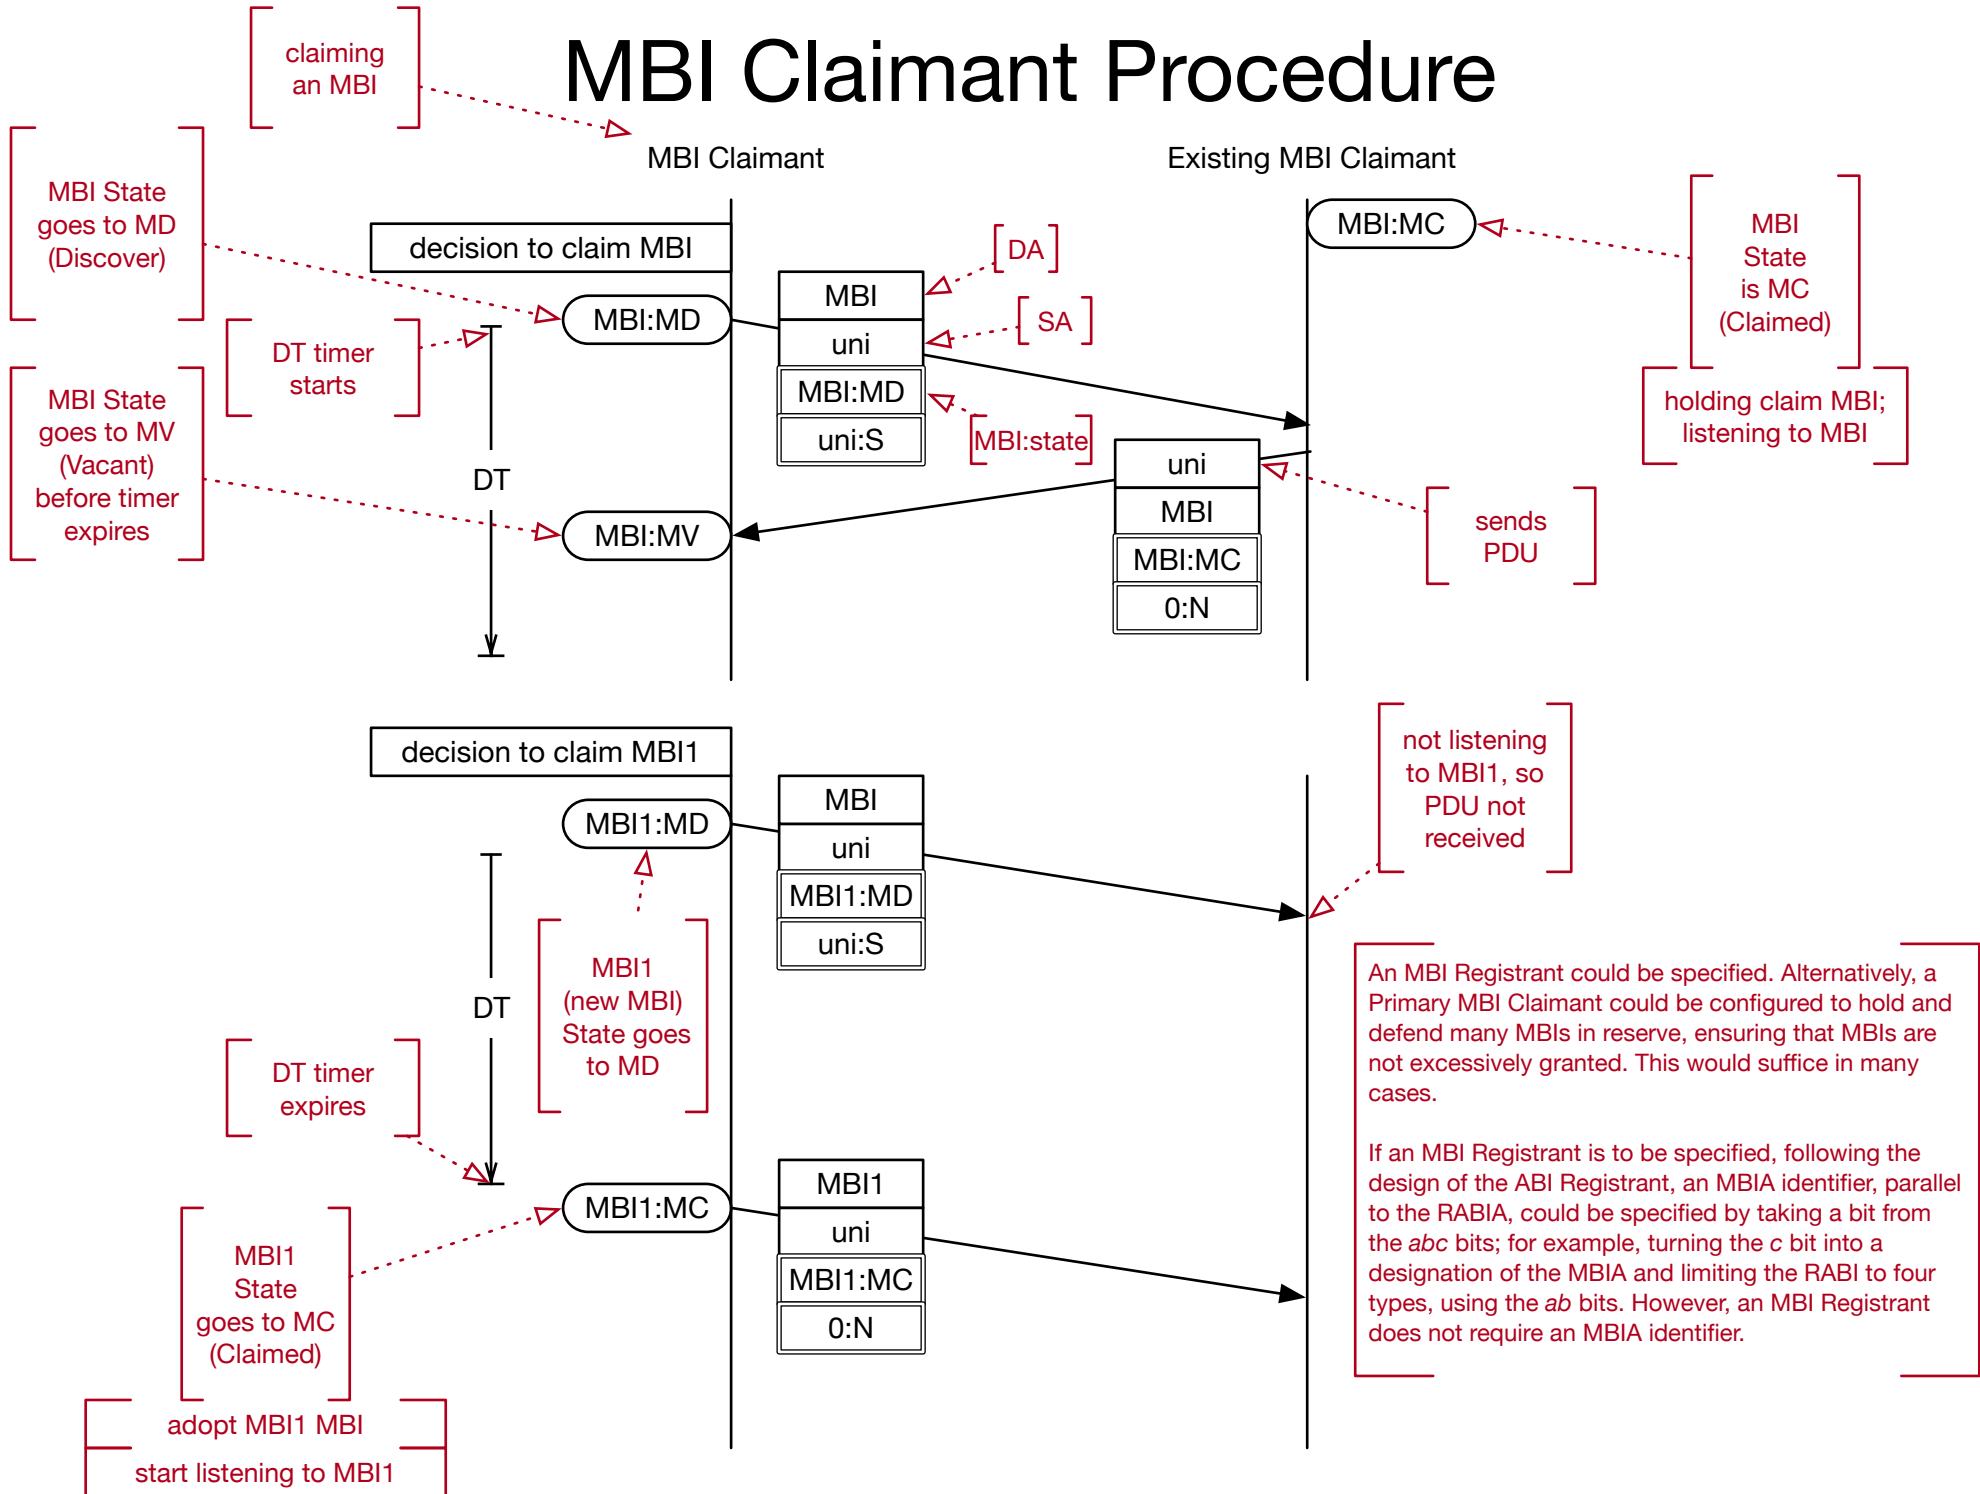 MBI Claimant Procedure
claiming
an MBI
MBI Claimant
Existing MBI Claimant
MBI State
goes to MD
(Discover)
decision to claim MBI
MBI:MC
MBI
State
is MC
(Claimed)
holding claim MBI;
listening to MBI
MBI:MD
MBI
uni
MBI:MD
uni:S
DA
SA
MBI:state
DT timer
starts
DT
MBI State
goes to MV
(Vacant)
before timer
expires
MBI:MV
uni
MBI
MBI:MC
0:N
sends
PDU
decision to claim MBI1
MBI1:MD
MBI
uni
MBI1:MD
uni:S
not listening
to MBI1, so
PDU not
received
DT
MBI1
(new MBI)
State goes
to MD
DT timer
expires
MBI1:MC
MBI1
uni
MBI1:MC
0:N
MBI1
State
goes to MC
(Claimed)
adopt MBI1 MBI
start listening to MBI1
An MBI Registrant could be specified. Alternatively, a
Primary MBI Claimant could be configured to hold and
defend many MBIs in reserve, ensuring that MBIs are
not excessively granted. This would suffice in many
cases.
If an MBI Registrant is to be specified, following the
design of the ABI Registrant, an MBIA identifier, parallel
to the RABIA, could be specified by taking a bit from
the abc bits; for example, turning the c bit into a
designation of the MBIA and limiting the RABI to four
types, using the ab bits. However, an MBI Registrant
does not require an MBIA identifier.